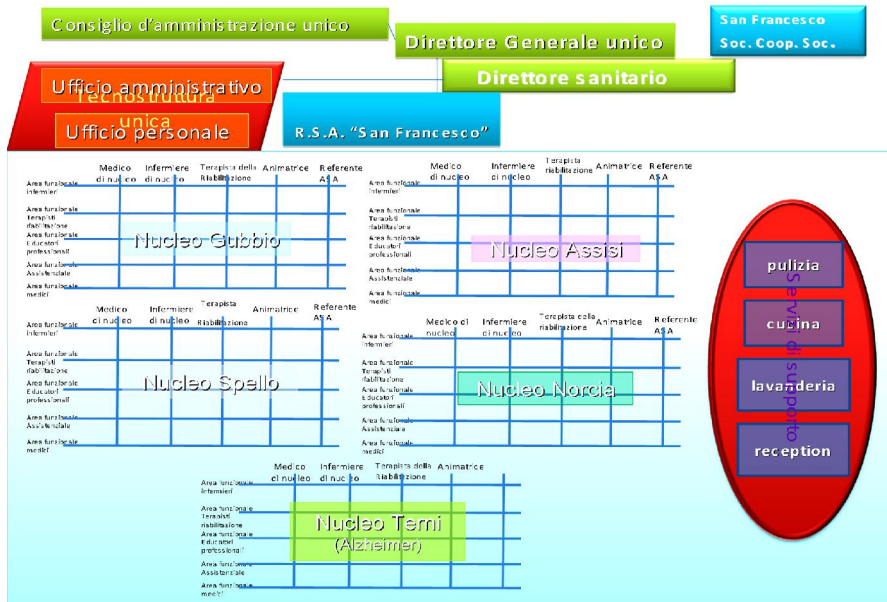 Consiglio d'amministrazione unico
Direttore Generale unico
San Francesco
Soc. Coop. Soc.
Direttore sanitario
Ufficio amministrativo
Tecnostruttura
unica
Ufficio personale
R.S.A. "San Francesco"
Medico
di nucleo
Infermiere
di nucleo
Terapista della
Riabilitazione
Animatrice
Referente
ASA
Area funzionale
infermieri
Area funzionale
Terapisti
riabilitazione
Area funzionale
Educatori
professionali
Area funzionale
Assistenziale
Area funzionale
medici
Nucleo Gubbio
Medico
di nucleo
Infermiere
di nucleo
Terapista
riabilitazione
Animatrice
Referente
ASA
Area funzionale
infermieri
Area funzionale
Terapisti
riabilitazione
Area funzionale
Educatori
professionali
Area funzionale
Assistenziale
Area funzionale
medici
Nucleo Assisi
Medico
di nucleo
Infermiere
di nucleo
Terapista
Riabilitazione
Animatrice
Referente
ASA
Area funzionale
infermieri
Area funzionale
Terapisti
riabilitazione
Area funzionale
Educatori
professionali
Area funzionale
Assistenziale
Area funzionale
medici
Nucleo Spello
Medico di
nucleo
Infermiere
di nucleo
Terapista della
riabilitazione
Animatrice
Referente
ASA
Area funzionale
infermieri
Area funzionale
Terapisti
riabilitazione
Area funzionale
Educatori
professionali
Area funzionale
Assistenziale
Area funzionale
medici
Nucleo Norcia
Medico
di nucleo
Infermiere
di nucleo
Terapista della
Riabilitazione
Animatrice
Area funzionale
infermieri
Area funzionale
Terapisti
riabilitazione
Area funzionale
Educatori
professionali
Area funzionale
Assistenziale
Area funzionale
medici
Nucleo Terni
(Alzheimer)
Servizi di supporto
pulizia
cucina
lavanderia
reception